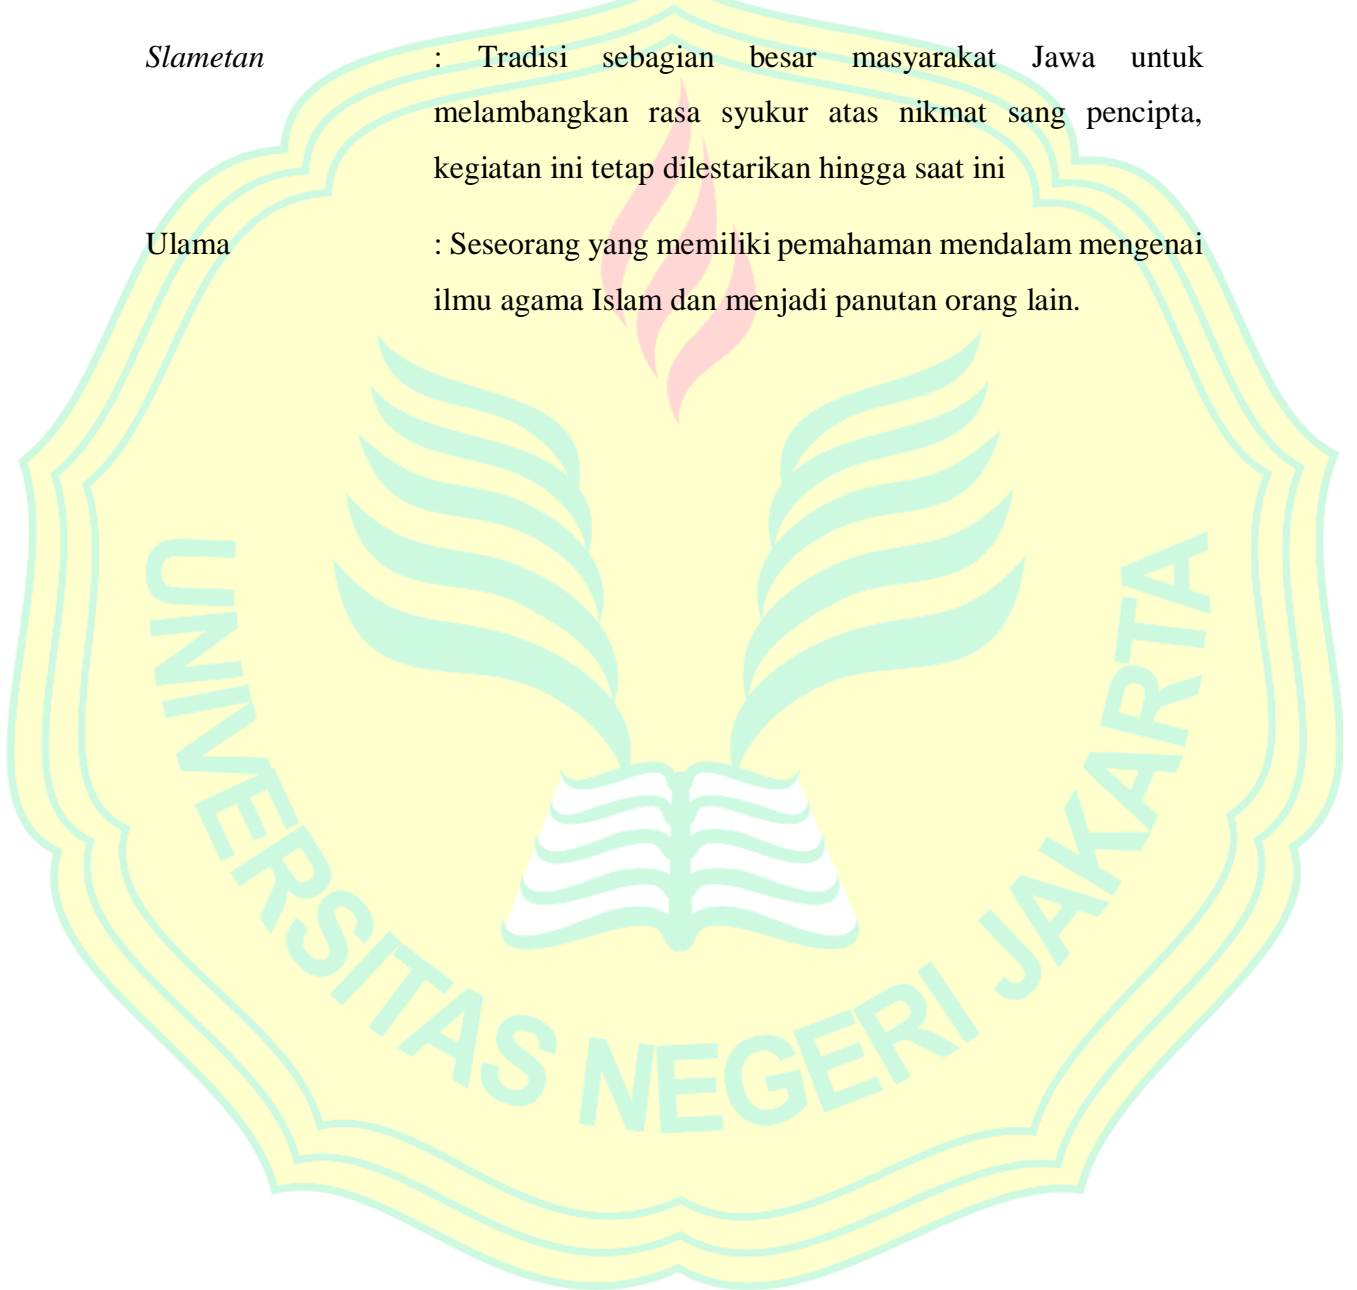 Slametan : Tradisi sebagian besar masyarakat Jawa untuk
melambangkan rasa syukur atas nikmat sang pencipta,
kegiatan ini tetap dilestarikan hingga saat ini
Ulama : Seseorang yang memiliki pemahaman mendalam mengenai
ilmu agama Islam dan menjadi panutan orang lain.
UNIVERSITAS NEGERI JAKARTA